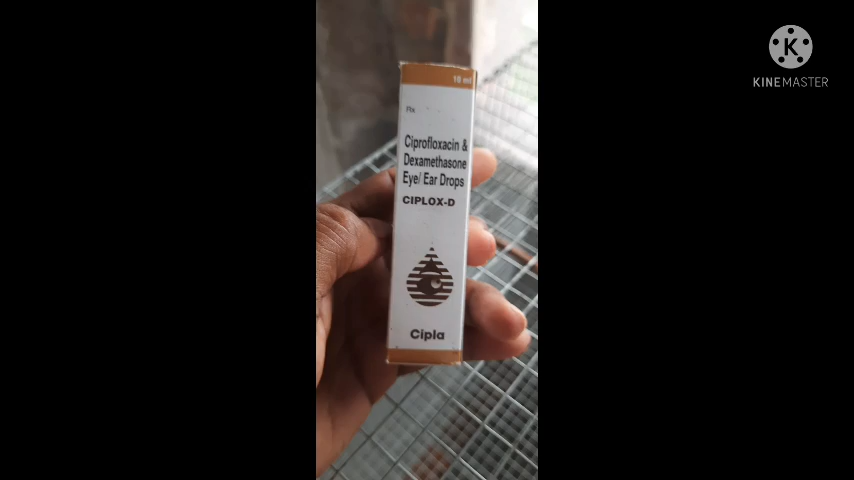 10 ml
Rx
Ciprofloxacin &
Dexamethasone
Eye/ Ear Drops
CIPLOX-D
Cipla
K
KINEMASTER